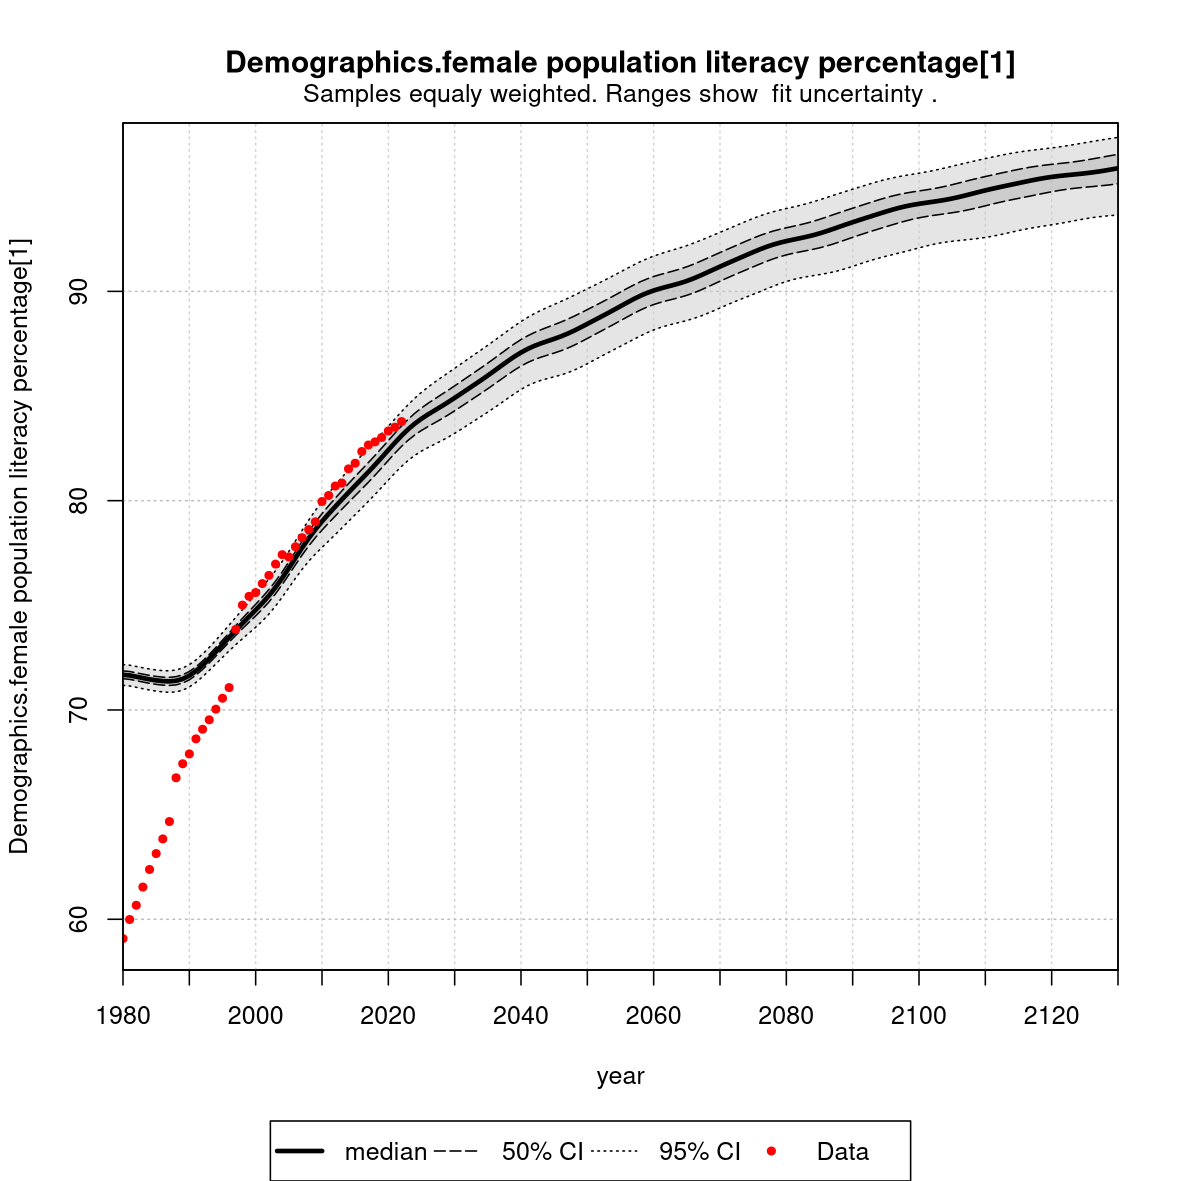 Demographics.female population literacy percentage[1]
Samples equaly weighted. Ranges show  fit uncertainty .
Demographics.female population literacy percentage[1]
90
80
70
60
1980 2000 2020 2040 2060 2080 2100 2120
year
median 50% CI 95% CI Data